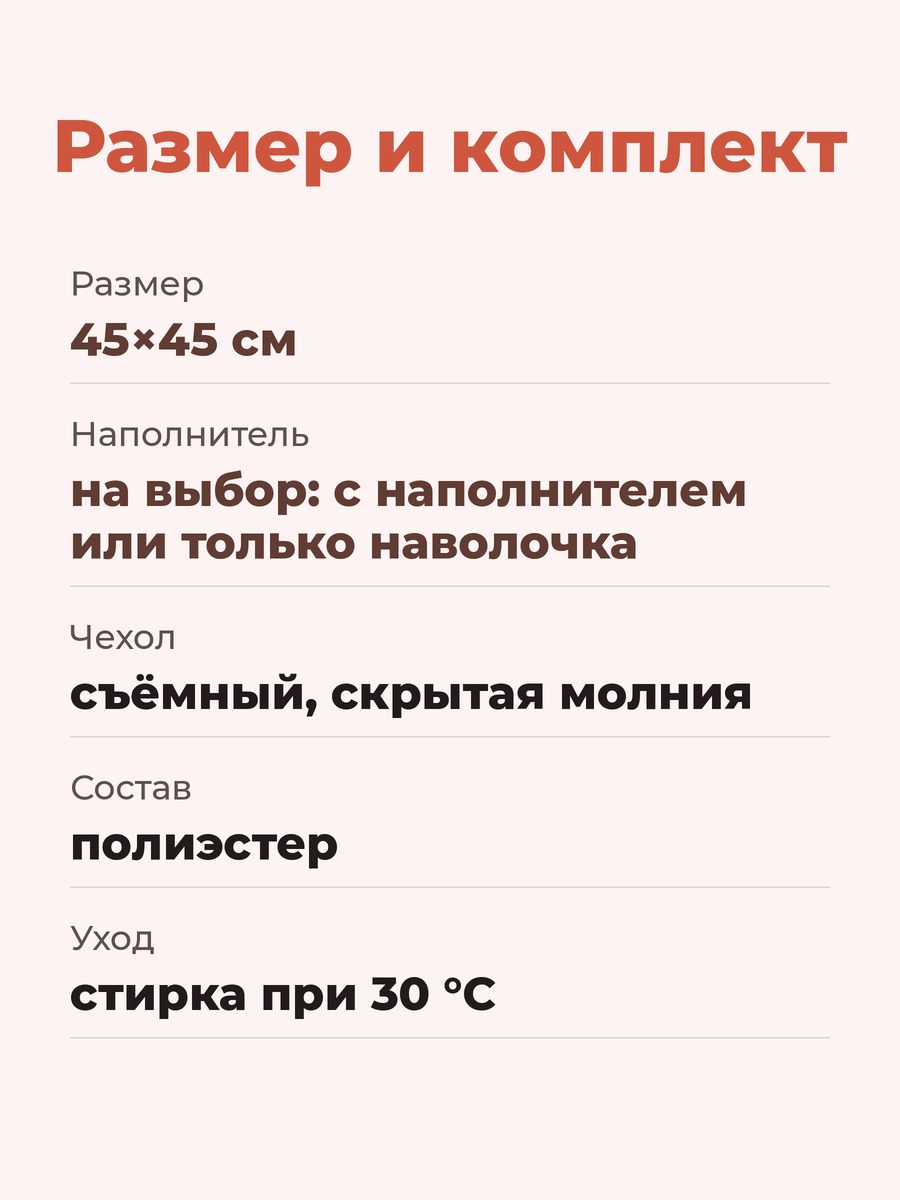 Размер и комплект
Размер
45×45 см
Наполнитель
на выбор: с наполнителем
или только наволочка
Чехол
съёмный, скрытая молния
Состав
полиэстер
Уход
стирка при 30 °C